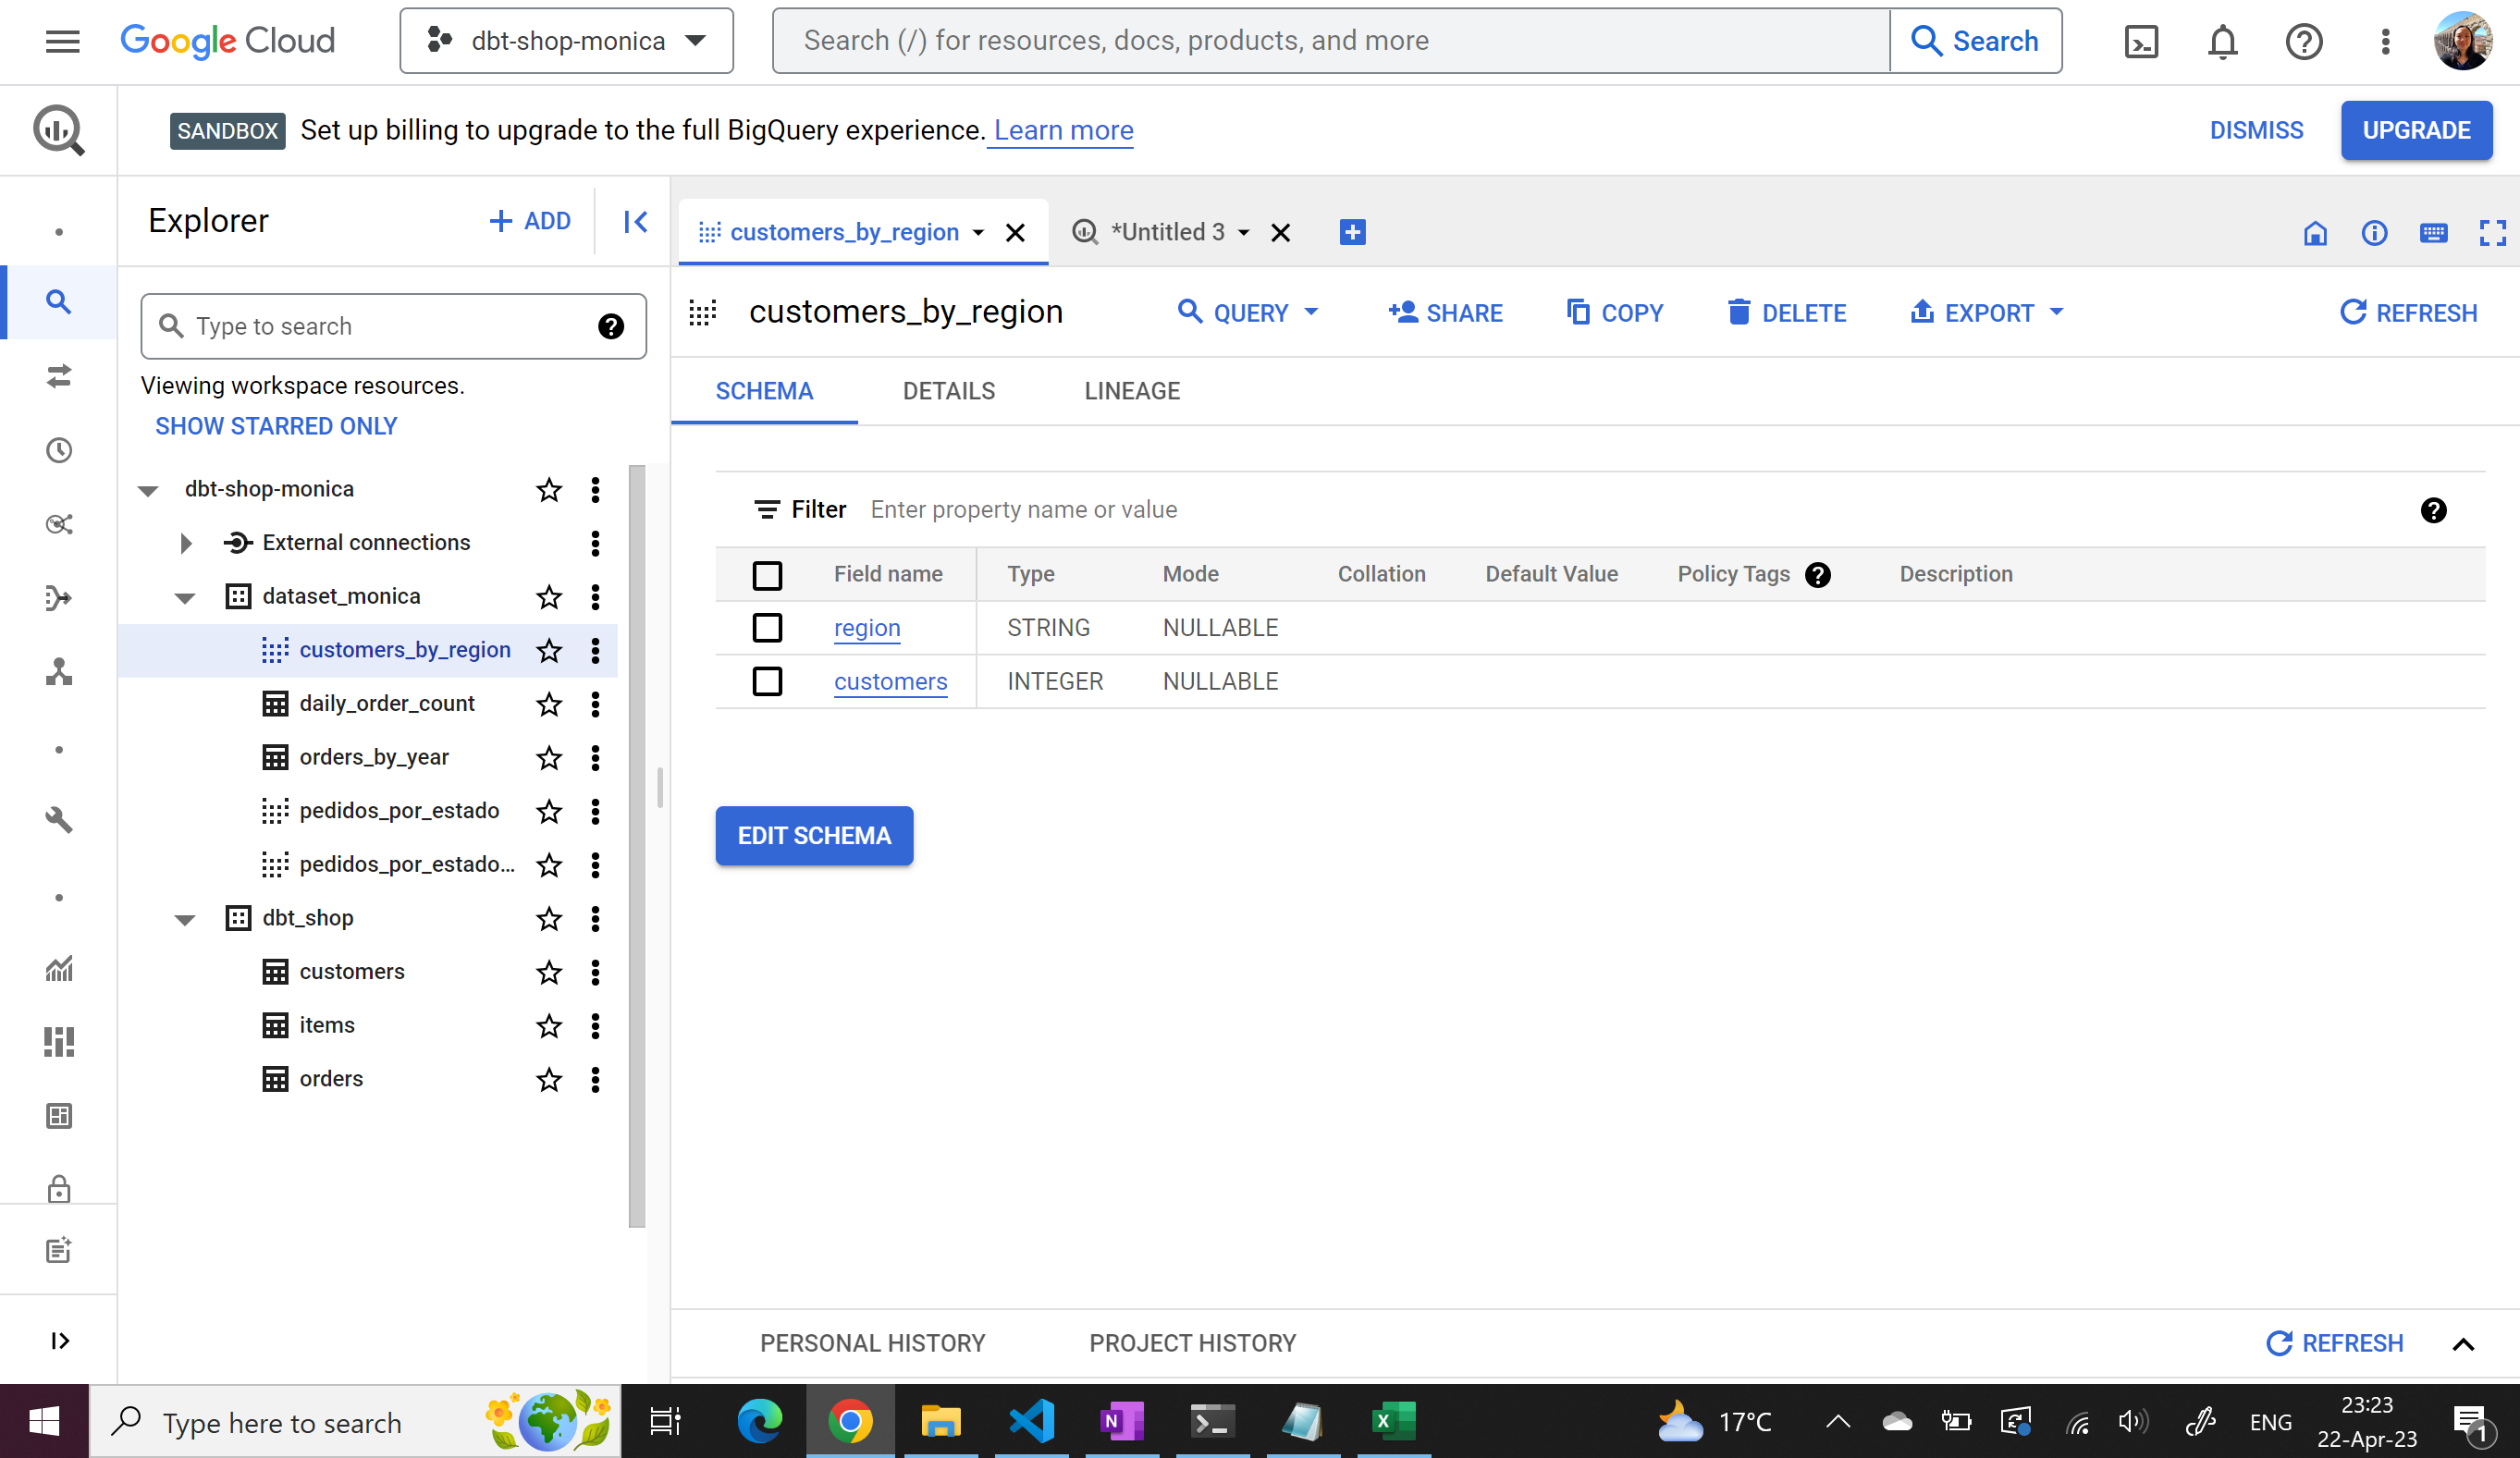 Google Cloud
dbt-shop-monica
Search (/) for resources, docs, products, and more
Search
SANDBOX
Set up billing to upgrade to the full BigQuery experience. Learn more
DISMISS
UPGRADE
Explorer
ADD
customers_by_region
*Untitled 3
Type to search
Viewing workspace resources.
SHOW STARRED ONLY
dbt-shop-monica
External connections
dataset_monica
customers_by_region
daily_order_count
orders_by_year
pedidos_por_estado
pedidos_por_estado...
dbt_shop
customers
items
orders
customers_by_region
QUERY
SHARE
COPY
DELETE
EXPORT
REFRESH
SCHEMA
DETAILS
LINEAGE
Filter
Enter property name or value
Field name Type Mode Collation Default Value Policy Tags Description
region STRING NULLABLE
customers INTEGER NULLABLE
EDIT SCHEMA
PERSONAL HISTORY
PROJECT HISTORY
REFRESH
Type here to search
17°C
ENG
23:23
22-Apr-23
1